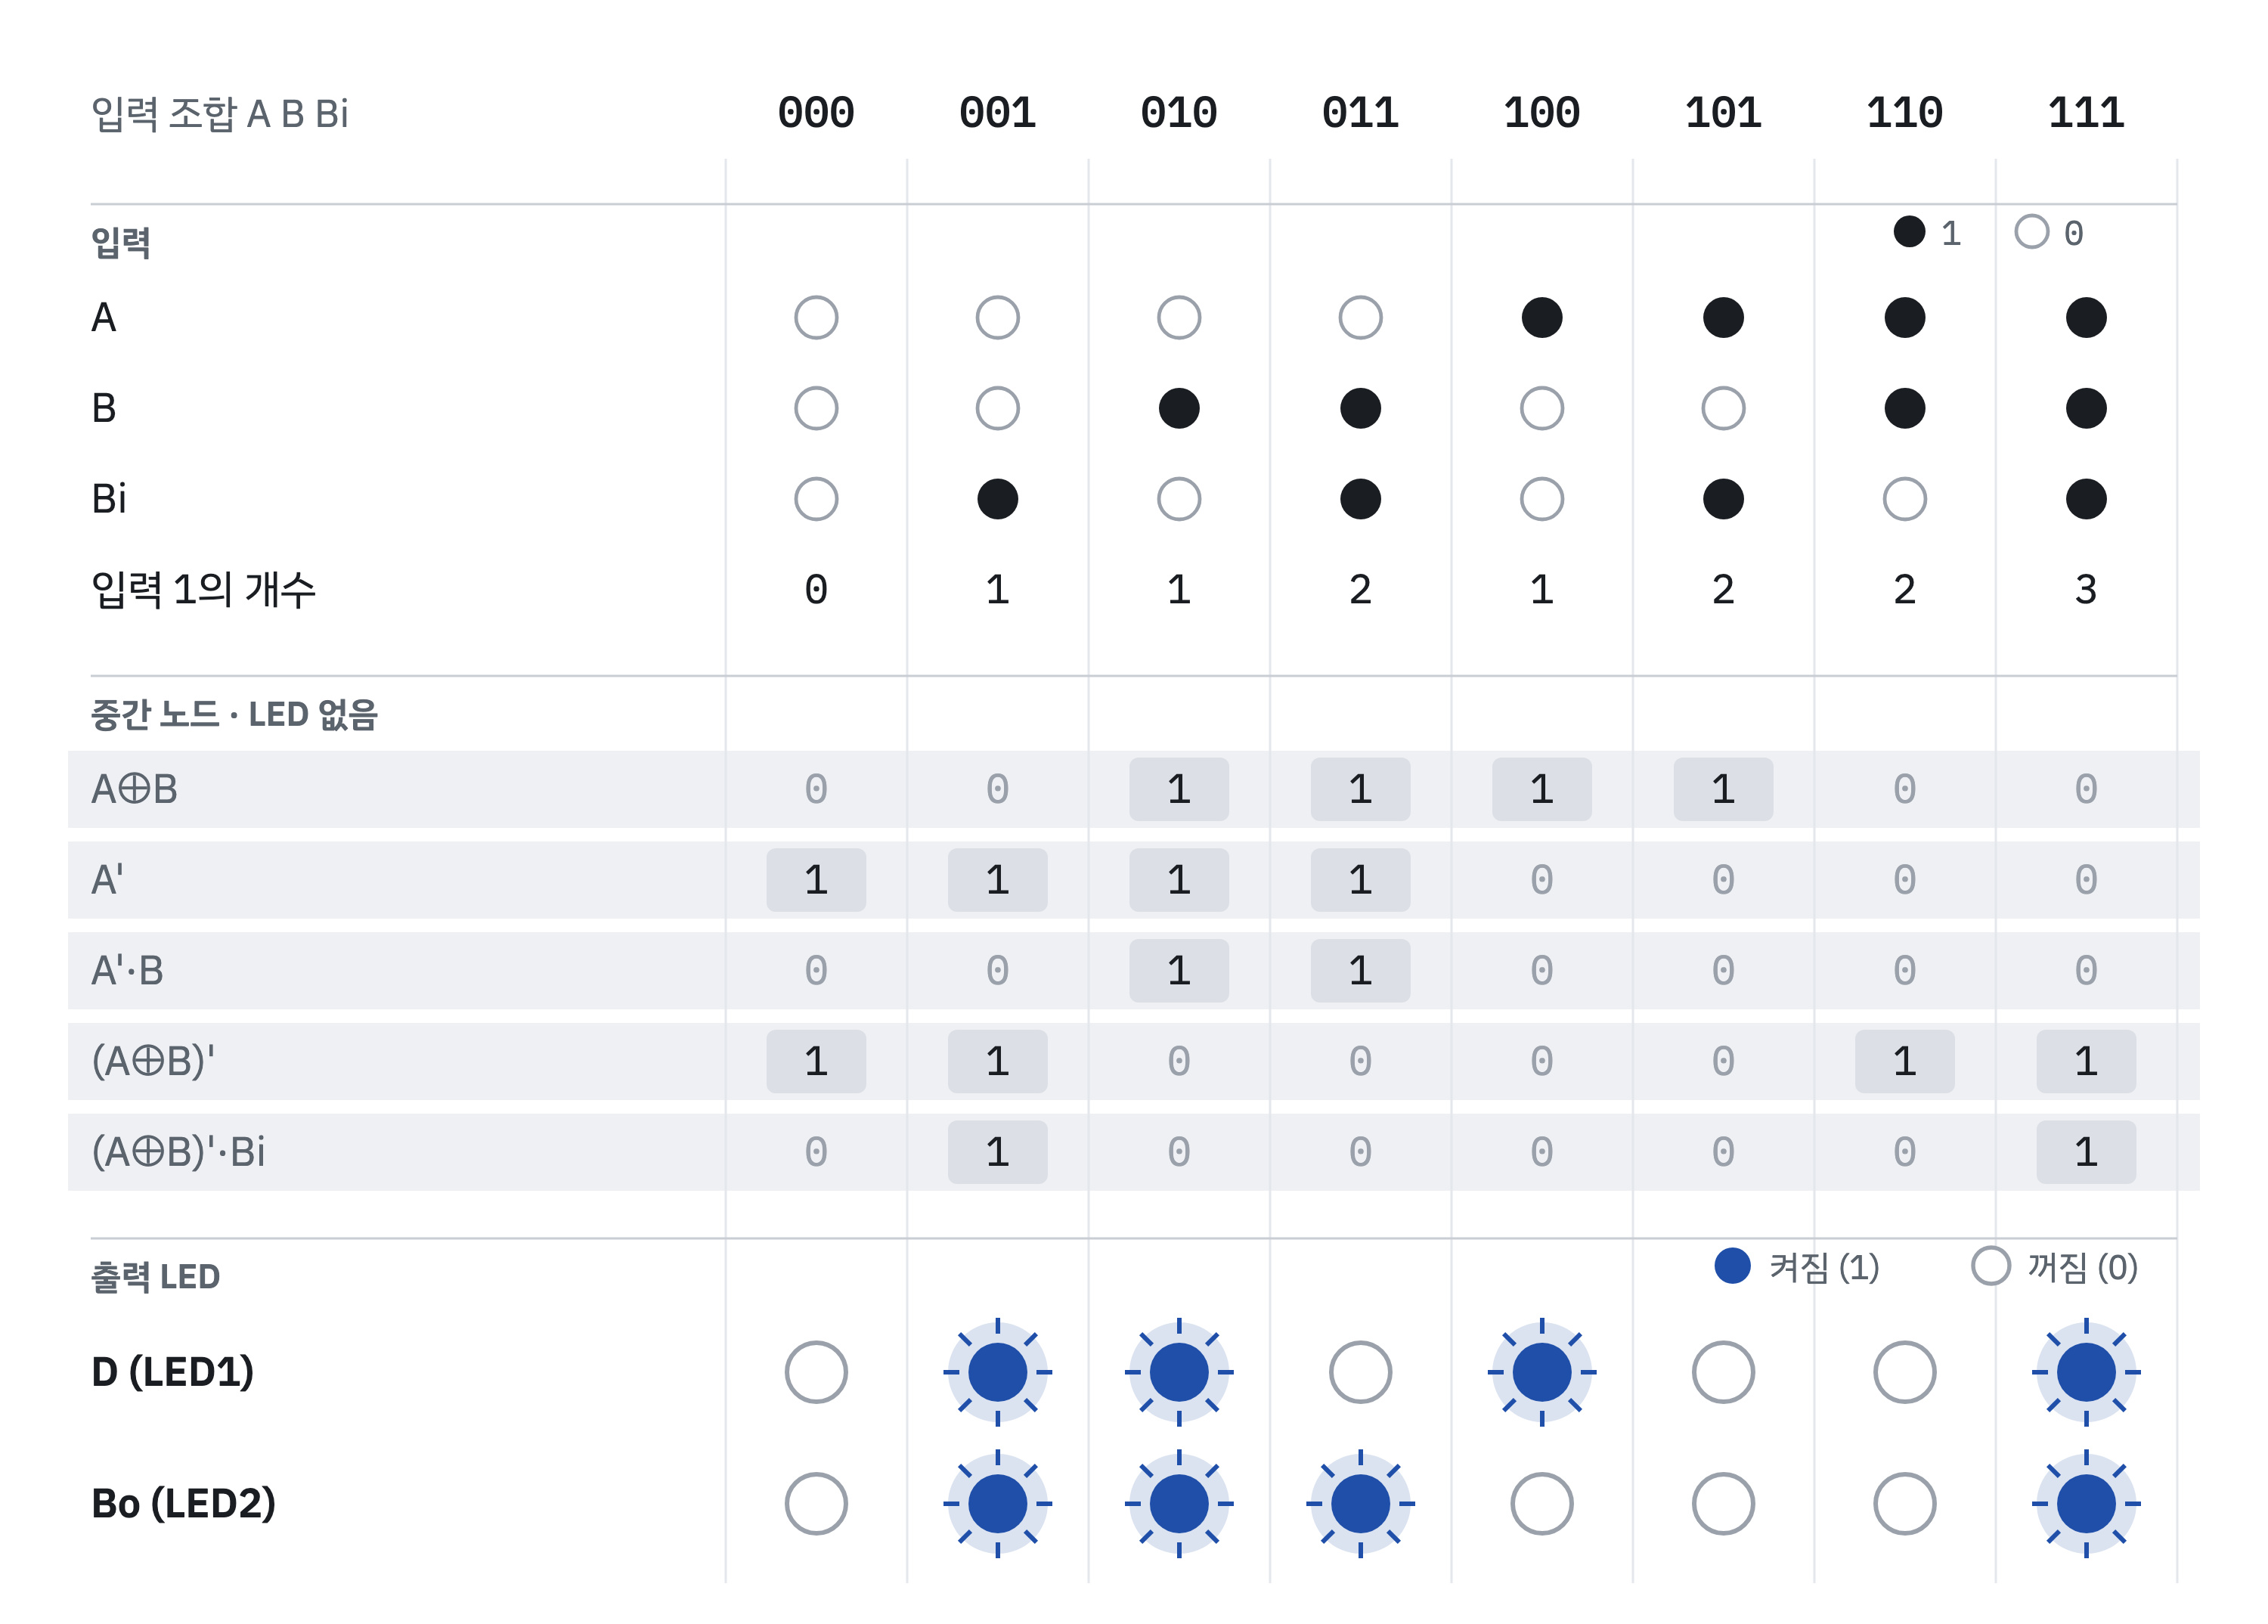 입력 조합 A B Bi 000 001 010 011 100 101 110 111
입력 1 0
A
B
Bi
입력 1의 개수 0 1 1 2 1 2 2 3
중간 노드 · LED 없음
A⊕B 0 0 1 1 1 1 0 0
A' 1 1 1 1 0 0 0 0
A'·B 0 0 1 1 0 0 0 0
(A⊕B)' 1 1 0 0 0 0 1 1
(A⊕B)'·Bi 0 1 0 0 0 0 0 1
출력 LED 켜짐 (1) 꺼짐 (0)
D (LED1)
Bo (LED2)